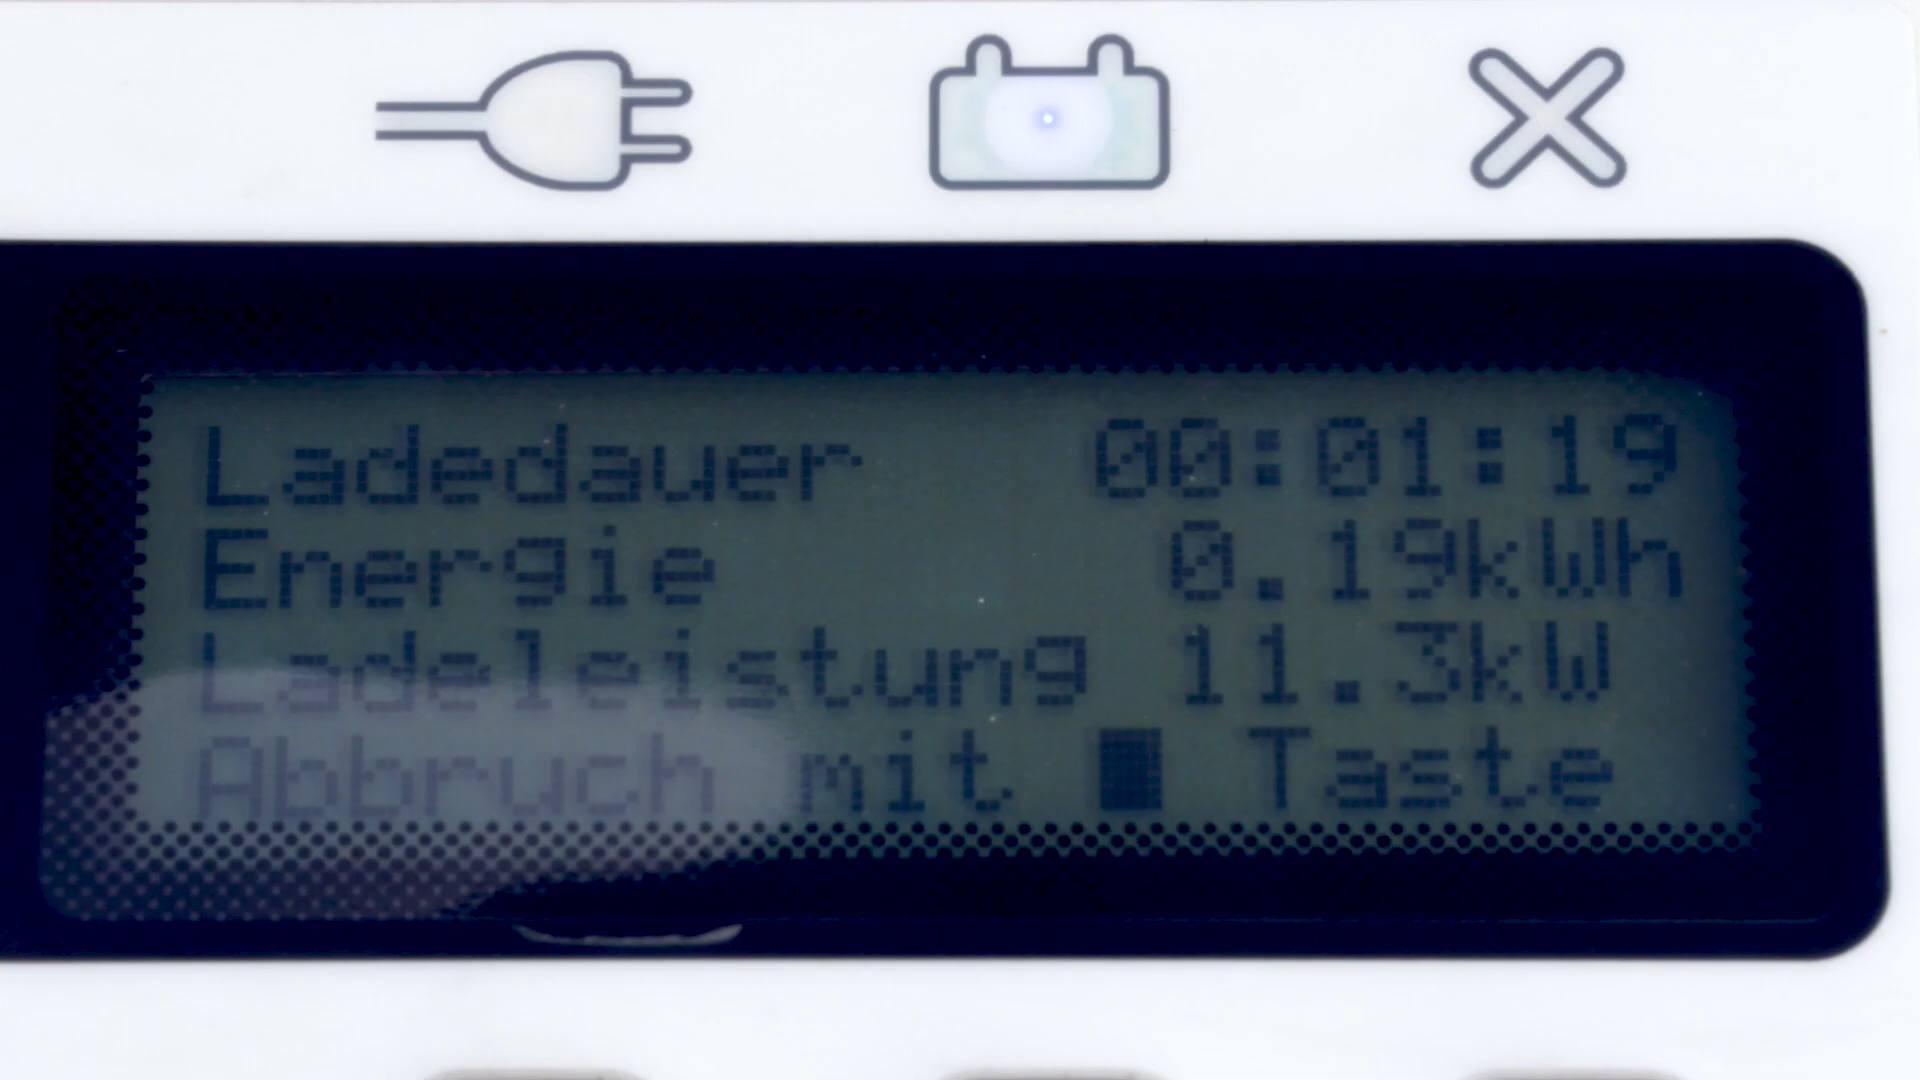 Ladedauer 00:01:19
Energie 0.19kWh
Ladeleistung 11.3kW
Abbruch mit ■ Taste